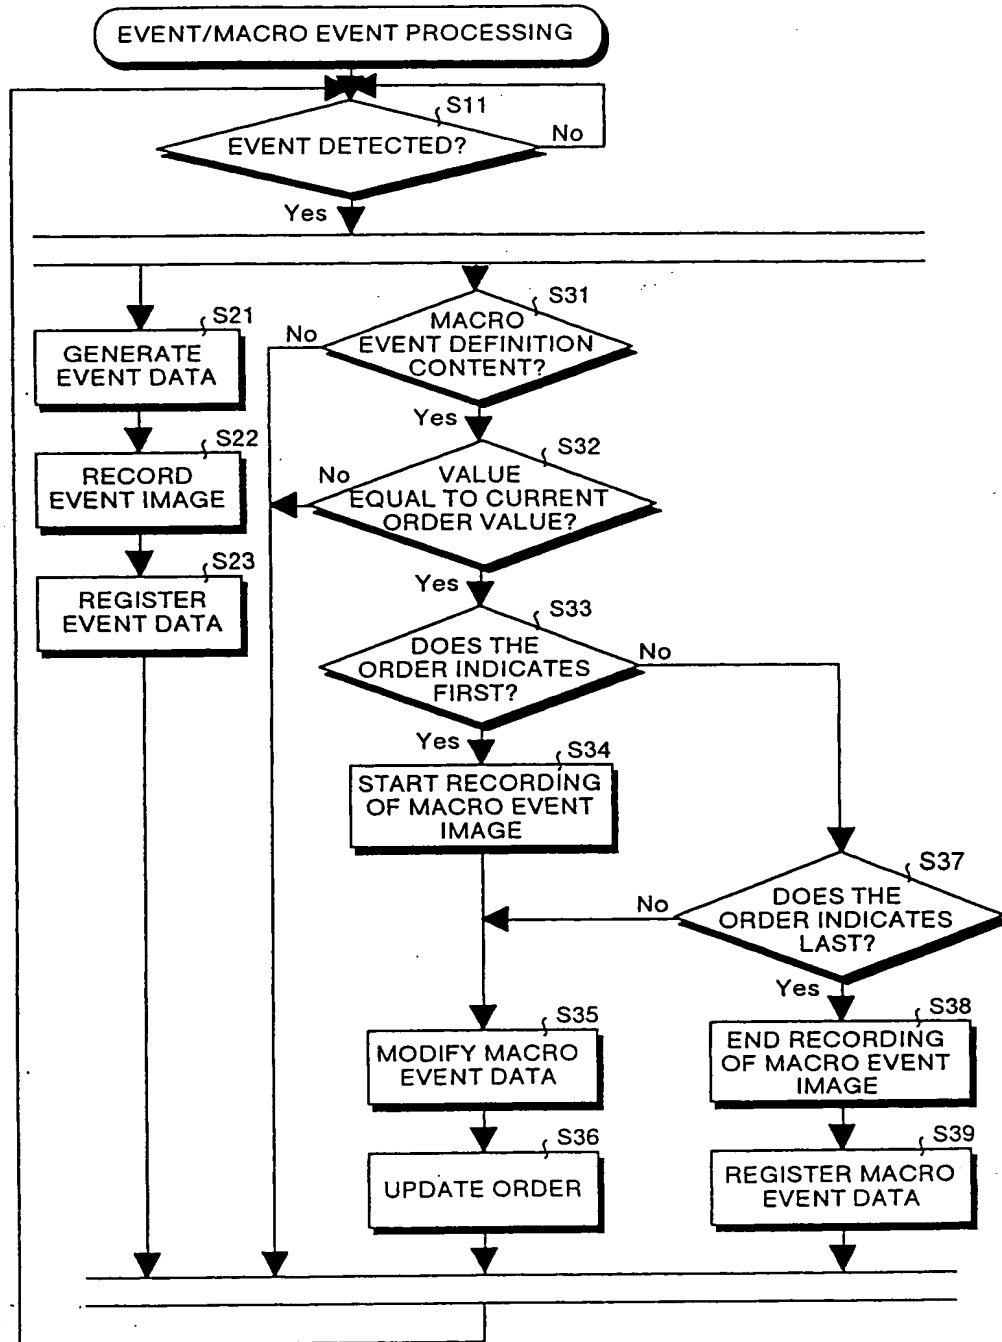 EVENT/MACRO EVENT PROCESSING
S11
EVENT DETECTED?
No
Yes
S21
GENERATE
EVENT DATA
S22
RECORD
EVENT IMAGE
S23
REGISTER
EVENT DATA
S31
No
MACRO
EVENT DEFINITION
CONTENT?
Yes
S32
No
VALUE
EQUAL TO CURRENT
ORDER VALUE?
Yes
S33
DOES THE
ORDER INDICATES
FIRST?
No
Yes
S34
START RECORDING
OF MACRO EVENT
IMAGE
S37
No
DOES THE
ORDER INDICATES
LAST?
Yes
S35
MODIFY MACRO
EVENT DATA
S36
UPDATE ORDER
S38
END RECORDING
OF MACRO EVENT
IMAGE
S39
REGISTER MACRO
EVENT DATA